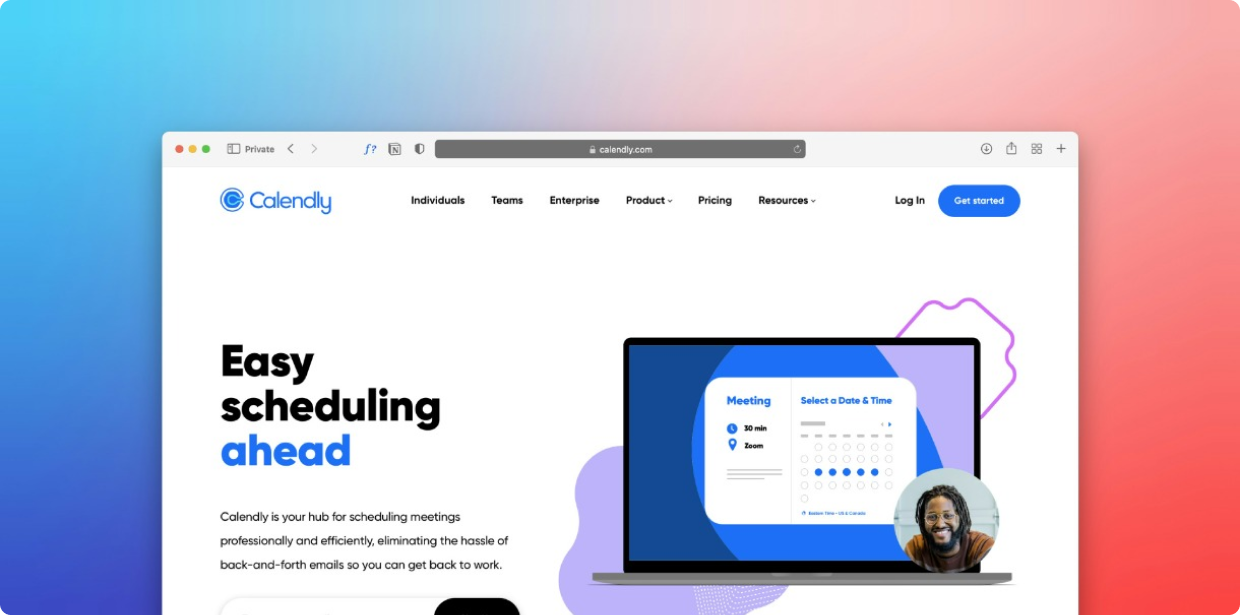 Private
calendly.com
Calendly
Individuals Teams Enterprise Product Pricing Resources Log In Get started
Easy
scheduling
ahead
Calendly is your hub for scheduling meetings
professionally and efficiently, eliminating the hassle of
back-and-forth emails so you can get back to work.
Meeting
30 min
Zoom
Select a Date & Time
Eastern Time - US & Canada